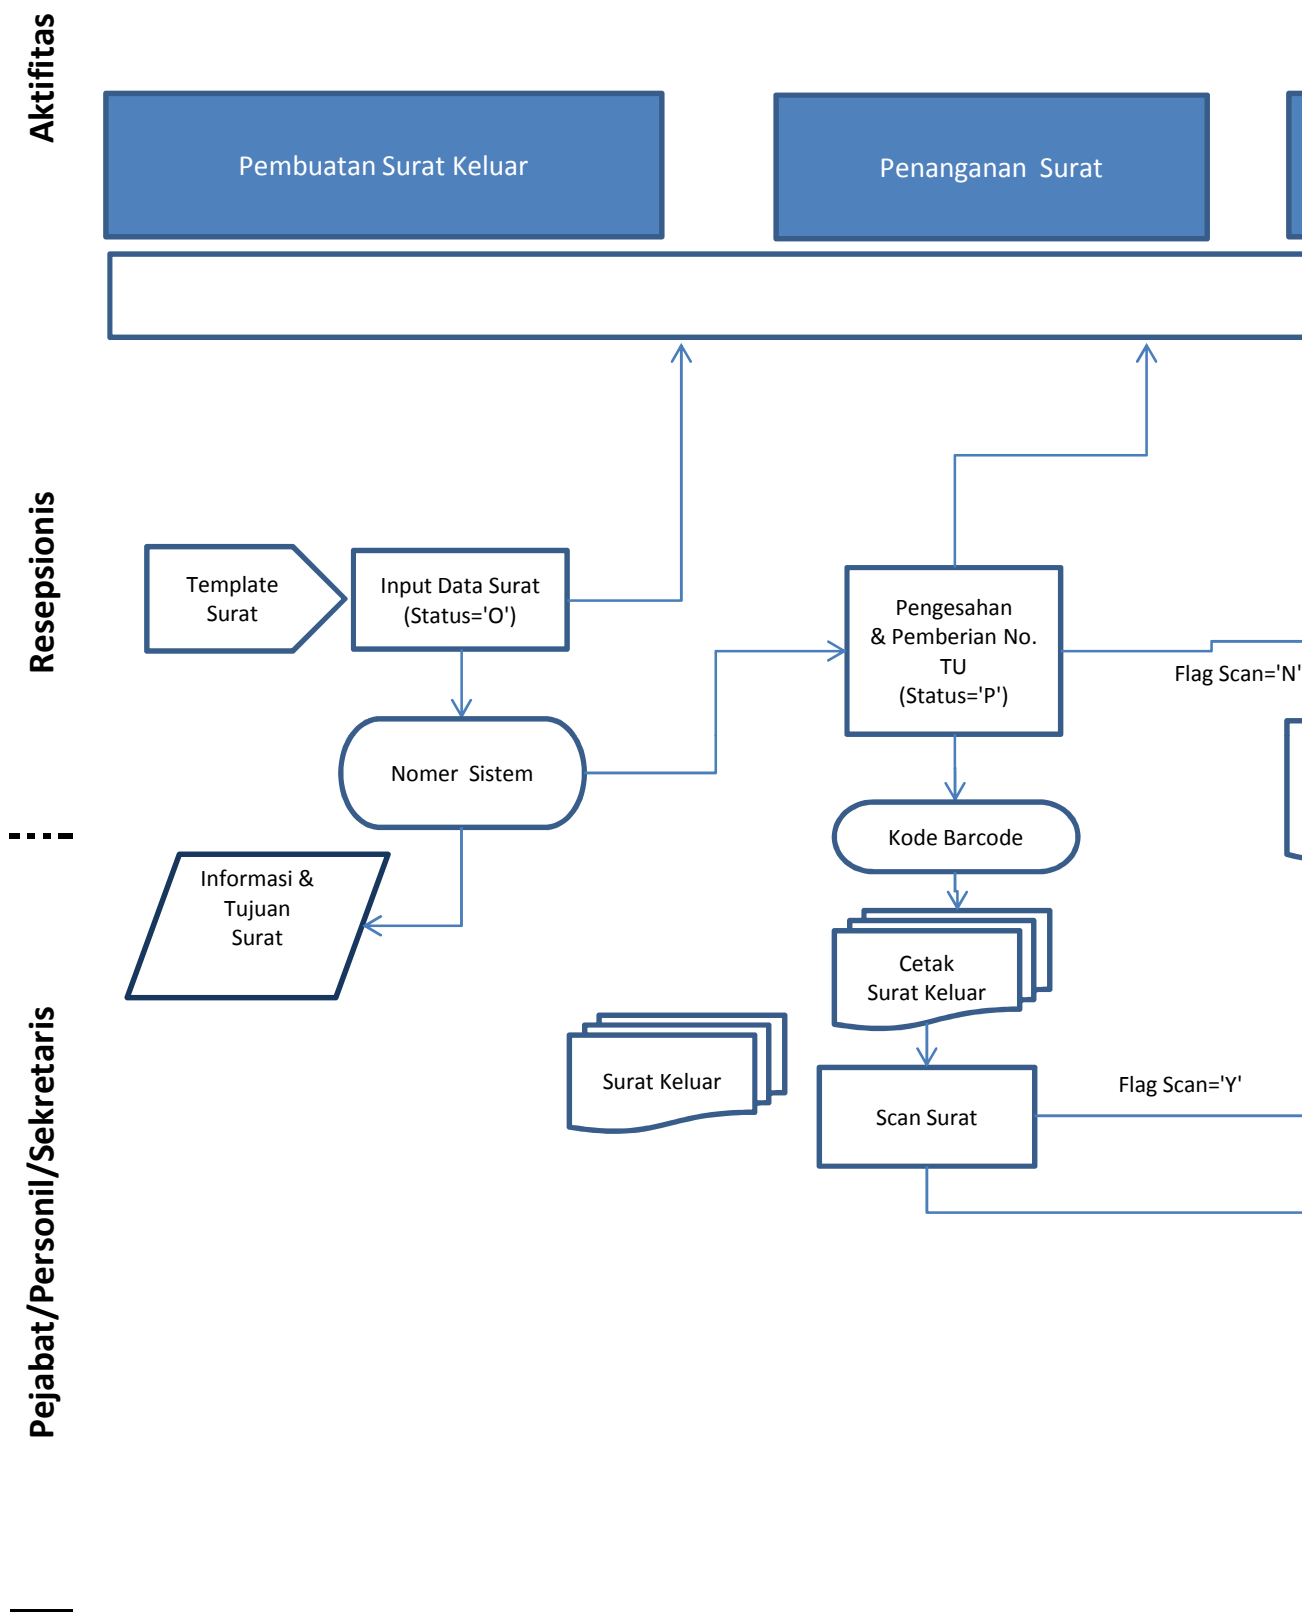 Aktifitas
Pembuatan Surat Keluar
Penanganan Surat
Resepsionis
Template
Surat
Input Data Surat
(Status='O')
Pengesahan
& Pemberian No.
TU
(Status='P')
Flag Scan='N'
Nomer Sistem
Kode Barcode
Informasi &
Tujuan
Surat
Cetak
Surat Keluar
Pejabat/Personil/Sekretaris
Surat Keluar
Scan Surat
Flag Scan='Y'